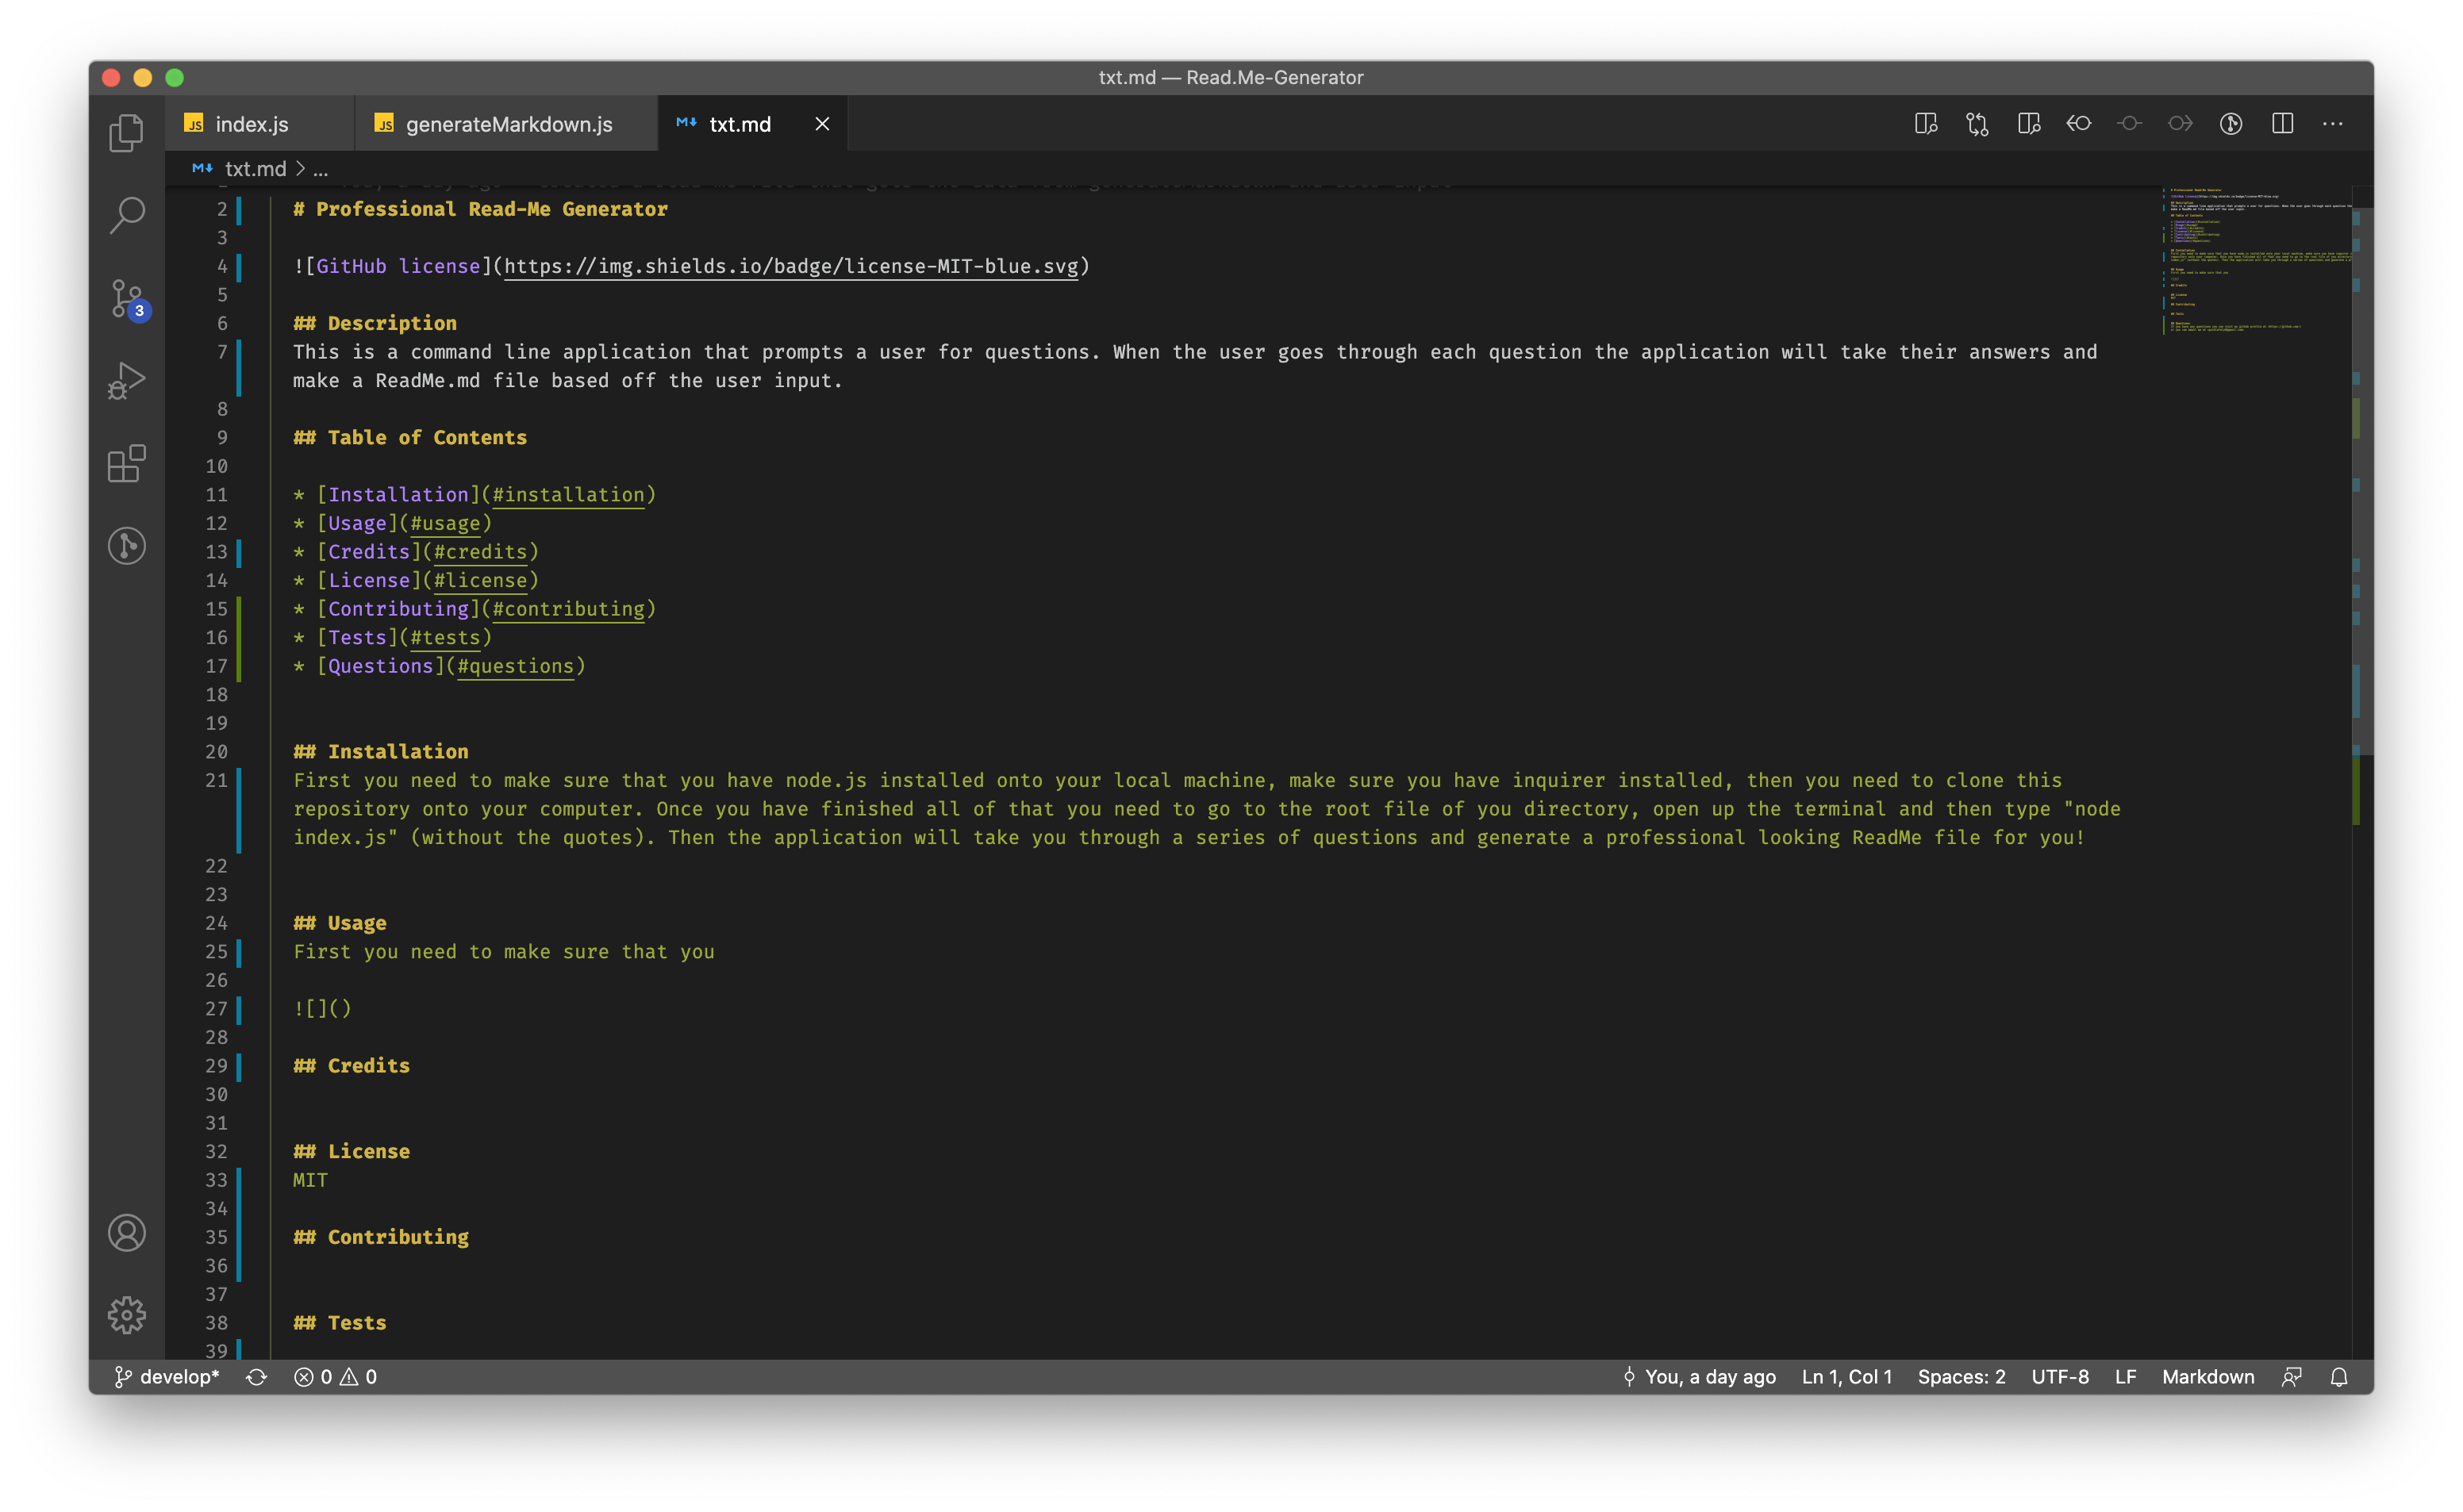 txt.md — Read.Me-Generator
JS index.js
JS generateMarkdown.js
txt.md
txt.md > ...
2 # Professional Read-Me Generator
3
4 ![GitHub license](https://img.shields.io/badge/license-MIT-blue.svg)
5
6 ## Description
7 This is a command line application that prompts a user for questions. When the user goes through each question the application will take their answers and
make a ReadMe.md file based off the user input.
8
9 ## Table of Contents
10
11 * [Installation](#installation)
12 * [Usage](#usage)
13 * [Credits](#credits)
14 * [License](#license)
15 * [Contributing](#contributing)
16 * [Tests](#tests)
17 * [Questions](#questions)
18
19
20 ## Installation
21 First you need to make sure that you have node.js installed onto your local machine, make sure you have inquirer installed, then you need to clone this
repository onto your computer. Once you have finished all of that you need to go to the root file of you directory, open up the terminal and then type "node
index.js" (without the quotes). Then the application will take you through a series of questions and generate a professional looking ReadMe file for you!
22
23
24 ## Usage
25 First you need to make sure that you
26
27 ![]()
28
29 ## Credits
30
31
32 ## License
33 MIT
34
35 ## Contributing
36
37
38 ## Tests
39
3
develop* 0 0 You, a day ago Ln 1, Col 1 Spaces: 2 UTF-8 LF Markdown